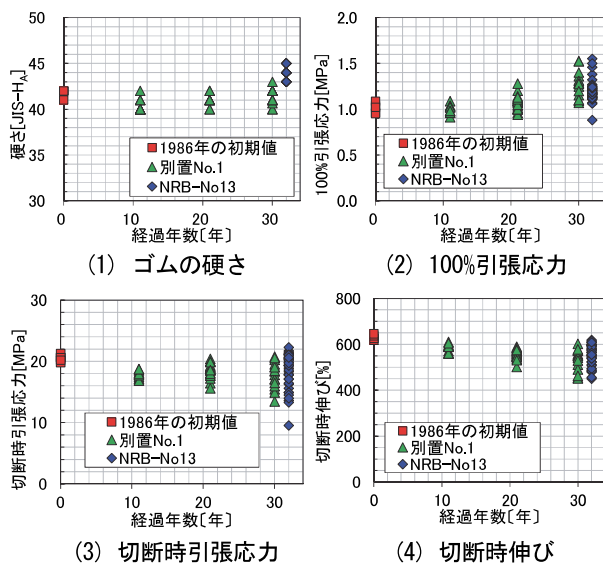 硬さ[JIS-HA]
50
45
40
35
30
0 10 20 30
■ 1986年の初期値
▲ 別置No.1
◆ NRB-No13
経過年数〔年〕
(1) ゴムの硬さ
100%引張応力[MPa]
2.0
1.5
1.0
0.5
0.0
0 10 20 30
■ 1986年の初期値
▲ 別置No.1
◆ NRB-No13
経過年数〔年〕
(2) 100%引張応力
切断時引張応力[MPa]
30
20
10
0
0 10 20 30
■ 1986年の初期値
▲ 別置No.1
◆ NRB-No13
経過年数〔年〕
(3) 切断時引張応力
切断時伸び[%]
800
600
400
200
0
0 10 20 30
■ 1986年の初期値
▲ 別置No.1
◆ NRB-No13
経過年数〔年〕
(4) 切断時伸び